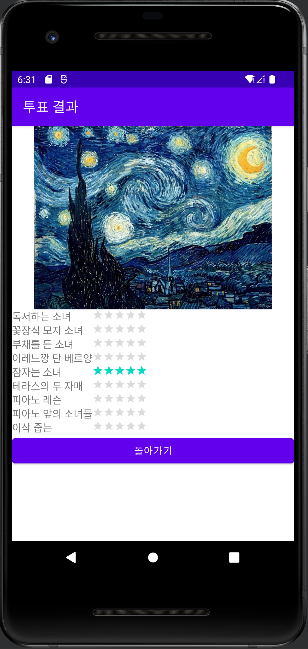 6:31
투표 결과
독서하는 소녀
꽃장식 모자 소녀
부채를 든 소녀
이레느깡 단 베르양
잠자는 소녀
테라스의 두 자매
피아노 레슨
피아노 앞의 소녀들
이삭 줍는
돌아가기